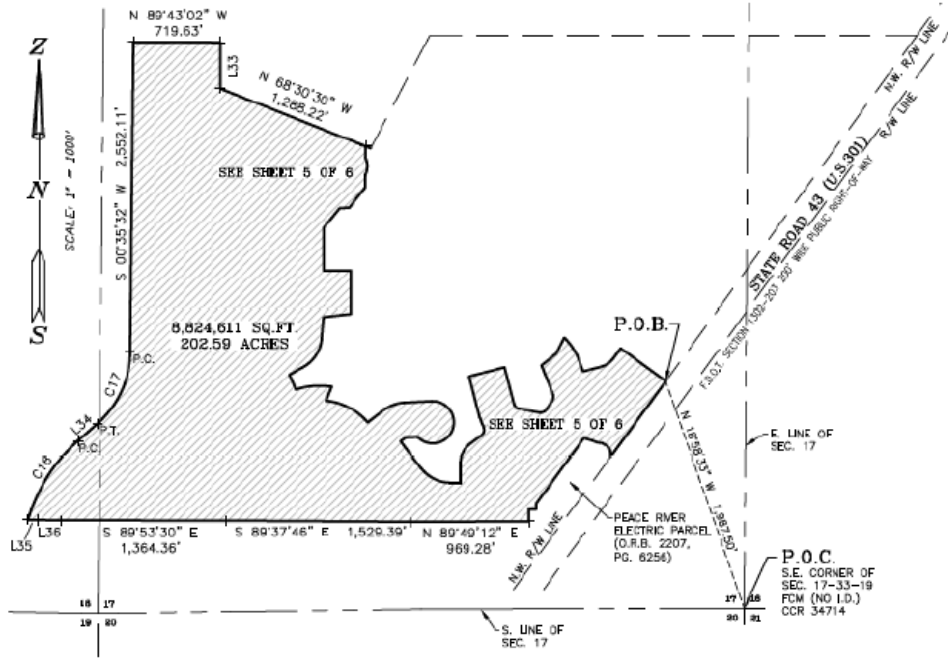 N 89°43'02" W
719.63'
L33
N 68°30'30" W
1,288.22'
N.W. R/W LINE
R/W LINE
Z
N
S
SCALE: 1" = 1000'
S 00°35'32" W 2,552.11'
SEE SHEET 5 OF 6
STATE ROAD 43 (U.S.301)
F.D.O.T. SECTION 1302-203 200' WIDE PUBLIC RIGHT-OF-WAY
8,824,611 SQ.FT.
202.59 ACRES
P.O.B.
P.C.
C17
L34
P.T.
P.C.
C16
SEE SHEET 5 OF 6
N 18°58'33" W 1,987.50'
E. LINE OF
SEC. 17
L35
L36
S 89°53'30" E
1,364.36'
S 89°37'46" E 1,529.39'
N 89°49'12" E
969.28'
N.W. R/W LINE
PEACE RIVER
ELECTRIC PARCEL
(O.R.B. 2207,
PG. 6256)
P.O.C.
S.E. CORNER OF
SEC. 17-33-19
FCM (NO I.D.)
CCR 34714
18 17
19 20
17 16
20 21
S. LINE OF
SEC. 17